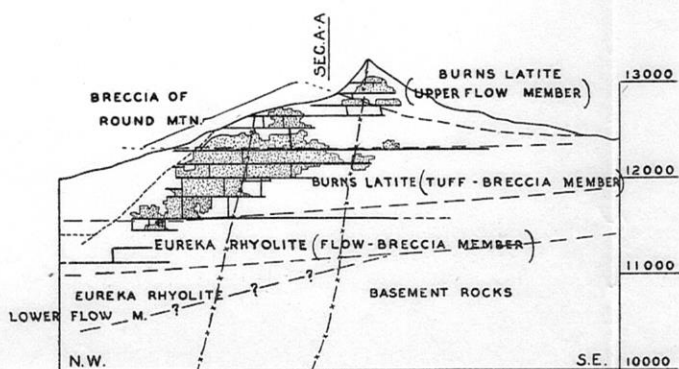 SEC. A-A
BURNS LATITE
(UPPER FLOW MEMBER)
13000
BRECCIA OF
ROUND MTN.
12000
BURNS LATITE (TUFF-BRECCIA MEMBER)
EUREKA RHYOLITE (FLOW-BRECCIA MEMBER)
11000
EUREKA RHYOLITE
LOWER FLOW M.
? ? ?
BASEMENT ROCKS
N.W.
S.E.
10000